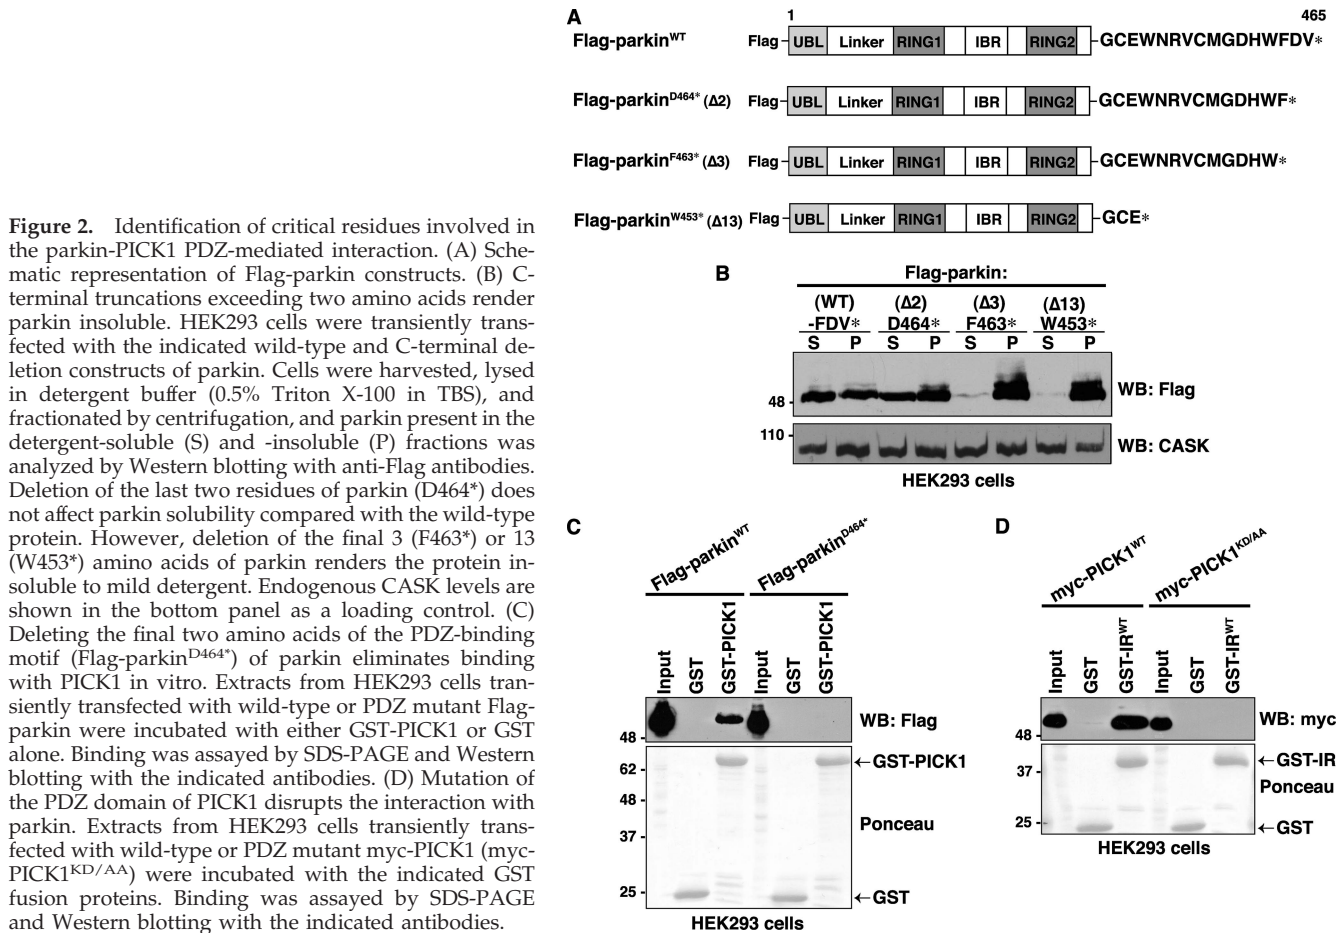 Figure 2. Identification of critical residues involved in
the parkin-PICK1 PDZ-mediated interaction. (A) Sche-
matic representation of Flag-parkin constructs. (B) C-
terminal truncations exceeding two amino acids render
parkin insoluble. HEK293 cells were transiently trans-
fected with the indicated wild-type and C-terminal de-
letion constructs of parkin. Cells were harvested, lysed
in detergent buffer (0.5% Triton X-100 in TBS), and
fractionated by centrifugation, and parkin present in the
detergent-soluble (S) and -insoluble (P) fractions was
analyzed by Western blotting with anti-Flag antibodies.
Deletion of the last two residues of parkin (D464*) does
not affect parkin solubility compared with the wild-type
protein. However, deletion of the final 3 (F463*) or 13
(W453*) amino acids of parkin renders the protein in-
soluble to mild detergent. Endogenous CASK levels are
shown in the bottom panel as a loading control. (C)
Deleting the final two amino acids of the PDZ-binding
motif (Flag-parkinD464*) of parkin eliminates binding
with PICK1 in vitro. Extracts from HEK293 cells tran-
siently transfected with wild-type or PDZ mutant Flag-
parkin were incubated with either GST-PICK1 or GST
alone. Binding was assayed by SDS-PAGE and Western
blotting with the indicated antibodies. (D) Mutation of
the PDZ domain of PICK1 disrupts the interaction with
parkin. Extracts from HEK293 cells transiently trans-
fected with wild-type or PDZ mutant myc-PICK1 (myc-
PICK1KD/AA) were incubated with the indicated GST
fusion proteins. Binding was assayed by SDS-PAGE
and Western blotting with the indicated antibodies.
A
1 465
Flag-parkinWT Flag UBL Linker RING1 IBR RING2 GCEWNRVCMGDHWFDV*
Flag-parkinD464* (Δ2) Flag UBL Linker RING1 IBR RING2 GCEWNRVCMGDHWF*
Flag-parkinF463* (Δ3) Flag UBL Linker RING1 IBR RING2 GCEWNRVCMGDHW*
Flag-parkinW453* (Δ13) Flag UBL Linker RING1 IBR RING2 GCE*
B
Flag-parkin:
(WT) (Δ2) (Δ3) (Δ13)
-FDV* D464* F463* W453*
S P S P S P S P
48 - WB: Flag
110 - WB: CASK
HEK293 cells
C
Flag-parkinWT Flag-parkinD464*
Input GST GST-PICK1 Input GST GST-PICK1
WB: Flag
48 -
←GST-PICK1
62 -
48 -
Ponceau
37 -
25 - ←GST
HEK293 cells
D
myc-PICK1WT myc-PICK1KD/AA
Input GST GST-IRWT Input GST GST-IRWT
WB: myc
48 -
←GST-IR
37 -
Ponceau
25 - ←GST
HEK293 cells